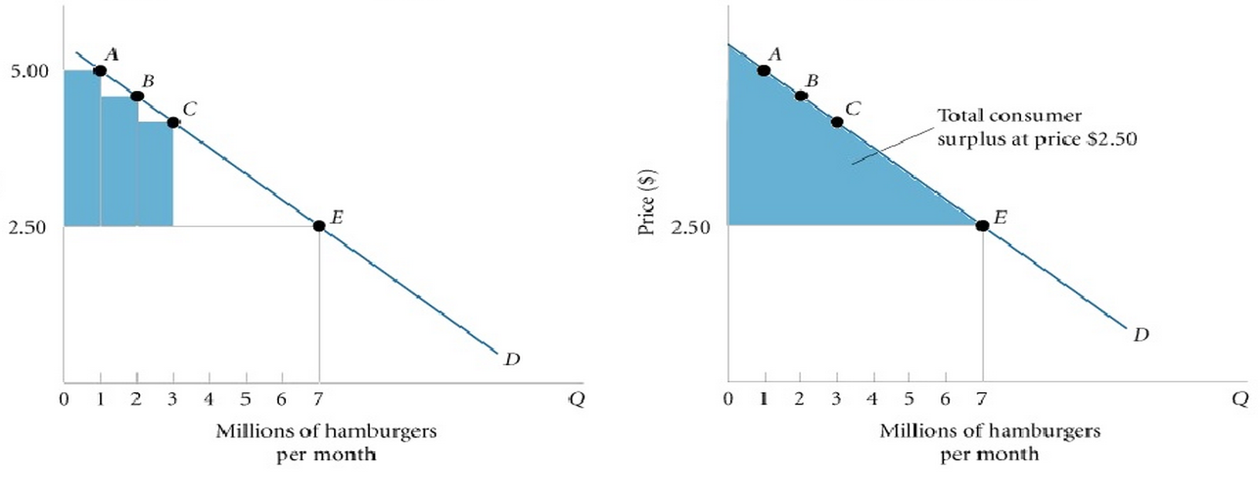 A
5.00
B
C
2.50
E
D
0 1 2 3 4 5 6 7 Q
Millions of hamburgers
per month
A
B
C
Total consumer
surplus at price $2.50
Price ($)
2.50
E
D
0 1 2 3 4 5 6 7 Q
Millions of hamburgers
per month